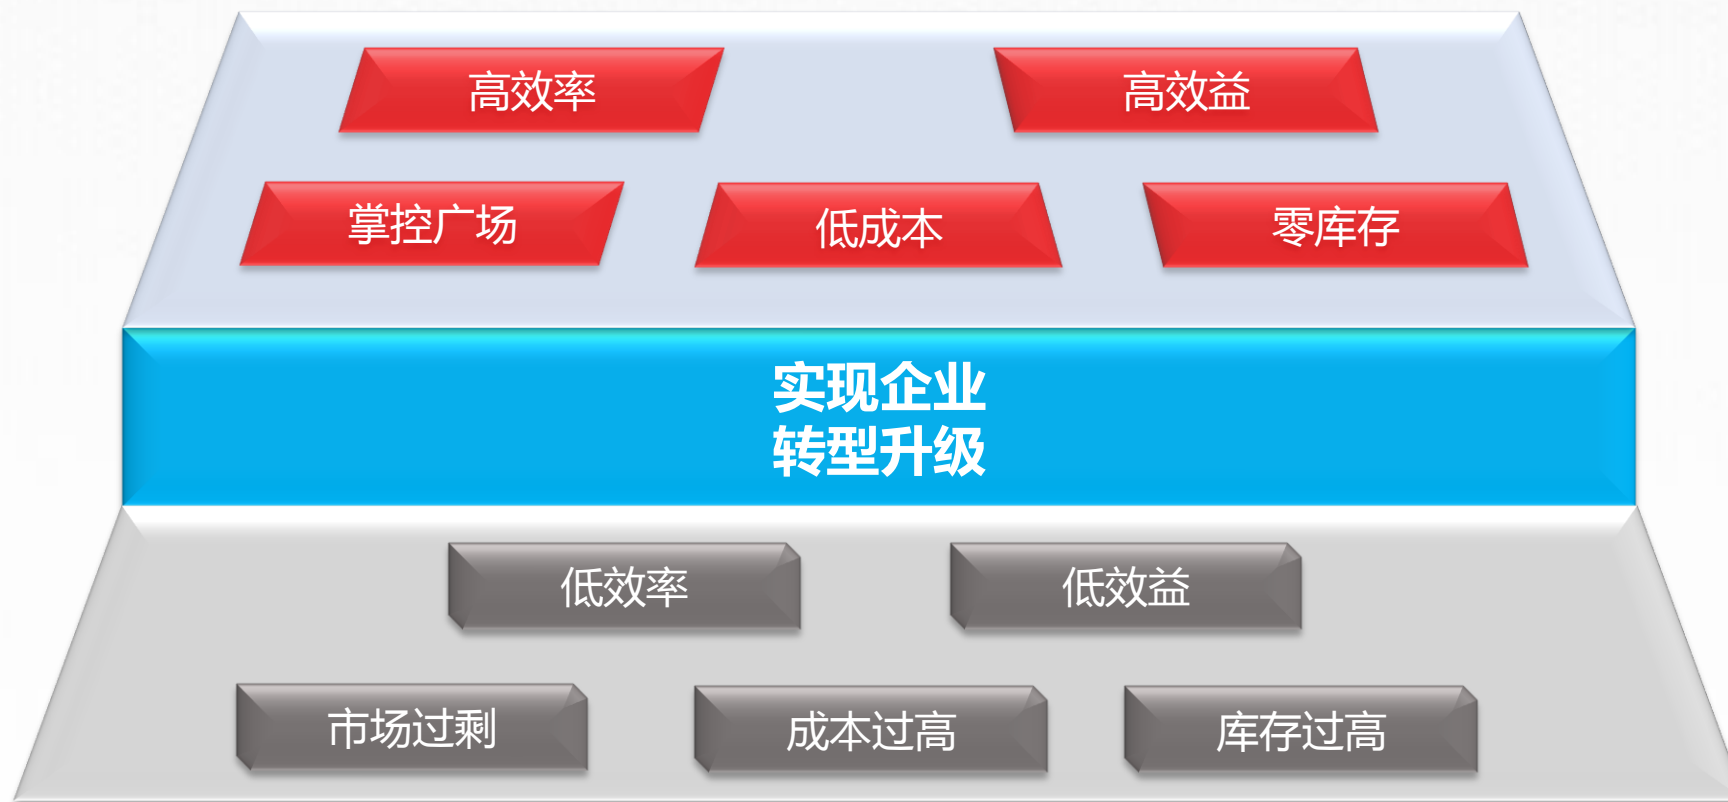 高效率
高效益
掌控广场
低成本
零库存
实现企业
转型升级
低效率
低效益
市场过剩
成本过高
库存过高